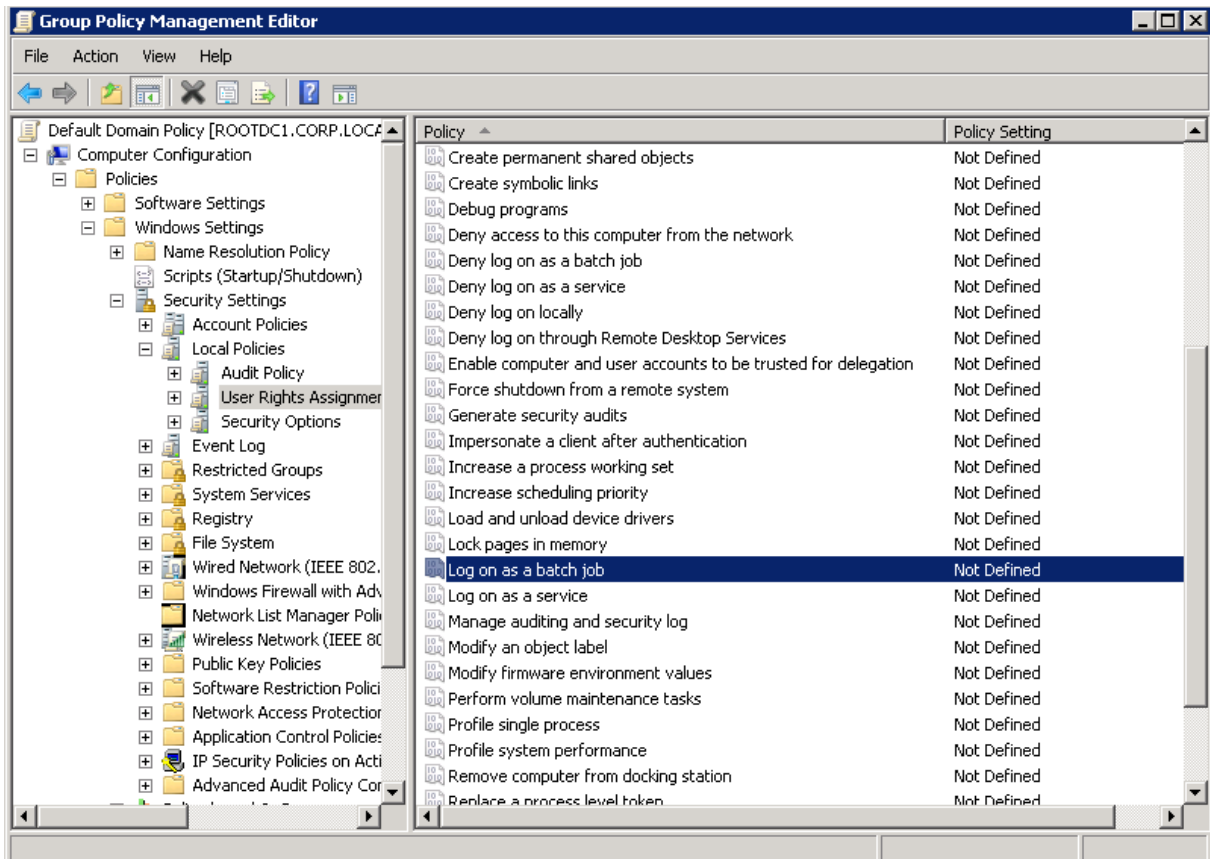 Group Policy Management Editor
File Action View Help
Default Domain Policy [ROOTDC1.CORP.LOCA
Computer Configuration
Policies
Software Settings
Windows Settings
Name Resolution Policy
Scripts (Startup/Shutdown)
Security Settings
Account Policies
Local Policies
Audit Policy
User Rights Assignmer
Security Options
Event Log
Restricted Groups
System Services
Registry
File System
Wired Network (IEEE 802.
Windows Firewall with Adv
Network List Manager Poli
Wireless Network (IEEE 80
Public Key Policies
Software Restriction Polici
Network Access Protection
Application Control Policies
IP Security Policies on Acti
Advanced Audit Policy Cor
Policy Policy Setting
Create permanent shared objects Not Defined
Create symbolic links Not Defined
Debug programs Not Defined
Deny access to this computer from the network Not Defined
Deny log on as a batch job Not Defined
Deny log on as a service Not Defined
Deny log on locally Not Defined
Deny log on through Remote Desktop Services Not Defined
Enable computer and user accounts to be trusted for delegation Not Defined
Force shutdown from a remote system Not Defined
Generate security audits Not Defined
Impersonate a client after authentication Not Defined
Increase a process working set Not Defined
Increase scheduling priority Not Defined
Load and unload device drivers Not Defined
Lock pages in memory Not Defined
Log on as a batch job Not Defined
Log on as a service Not Defined
Manage auditing and security log Not Defined
Modify an object label Not Defined
Modify firmware environment values Not Defined
Perform volume maintenance tasks Not Defined
Profile single process Not Defined
Profile system performance Not Defined
Remove computer from docking station Not Defined
Replace a process level token Not Defined